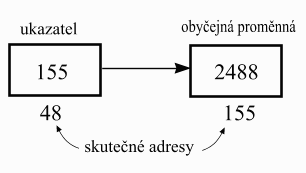 ukazatel
obyčejná proměnná
155
2488
48
155
skutečné adresy